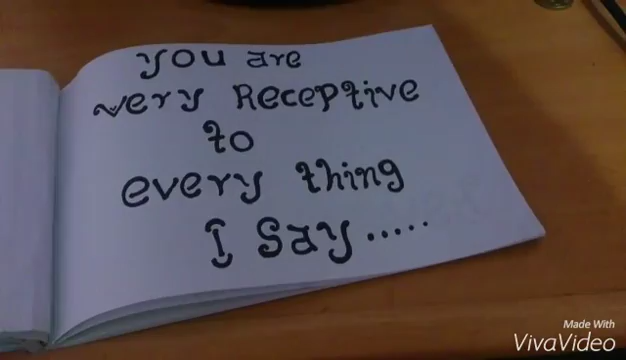 you are
very Receptive
to
every thing
I Say.....
Made With
VivaVideo